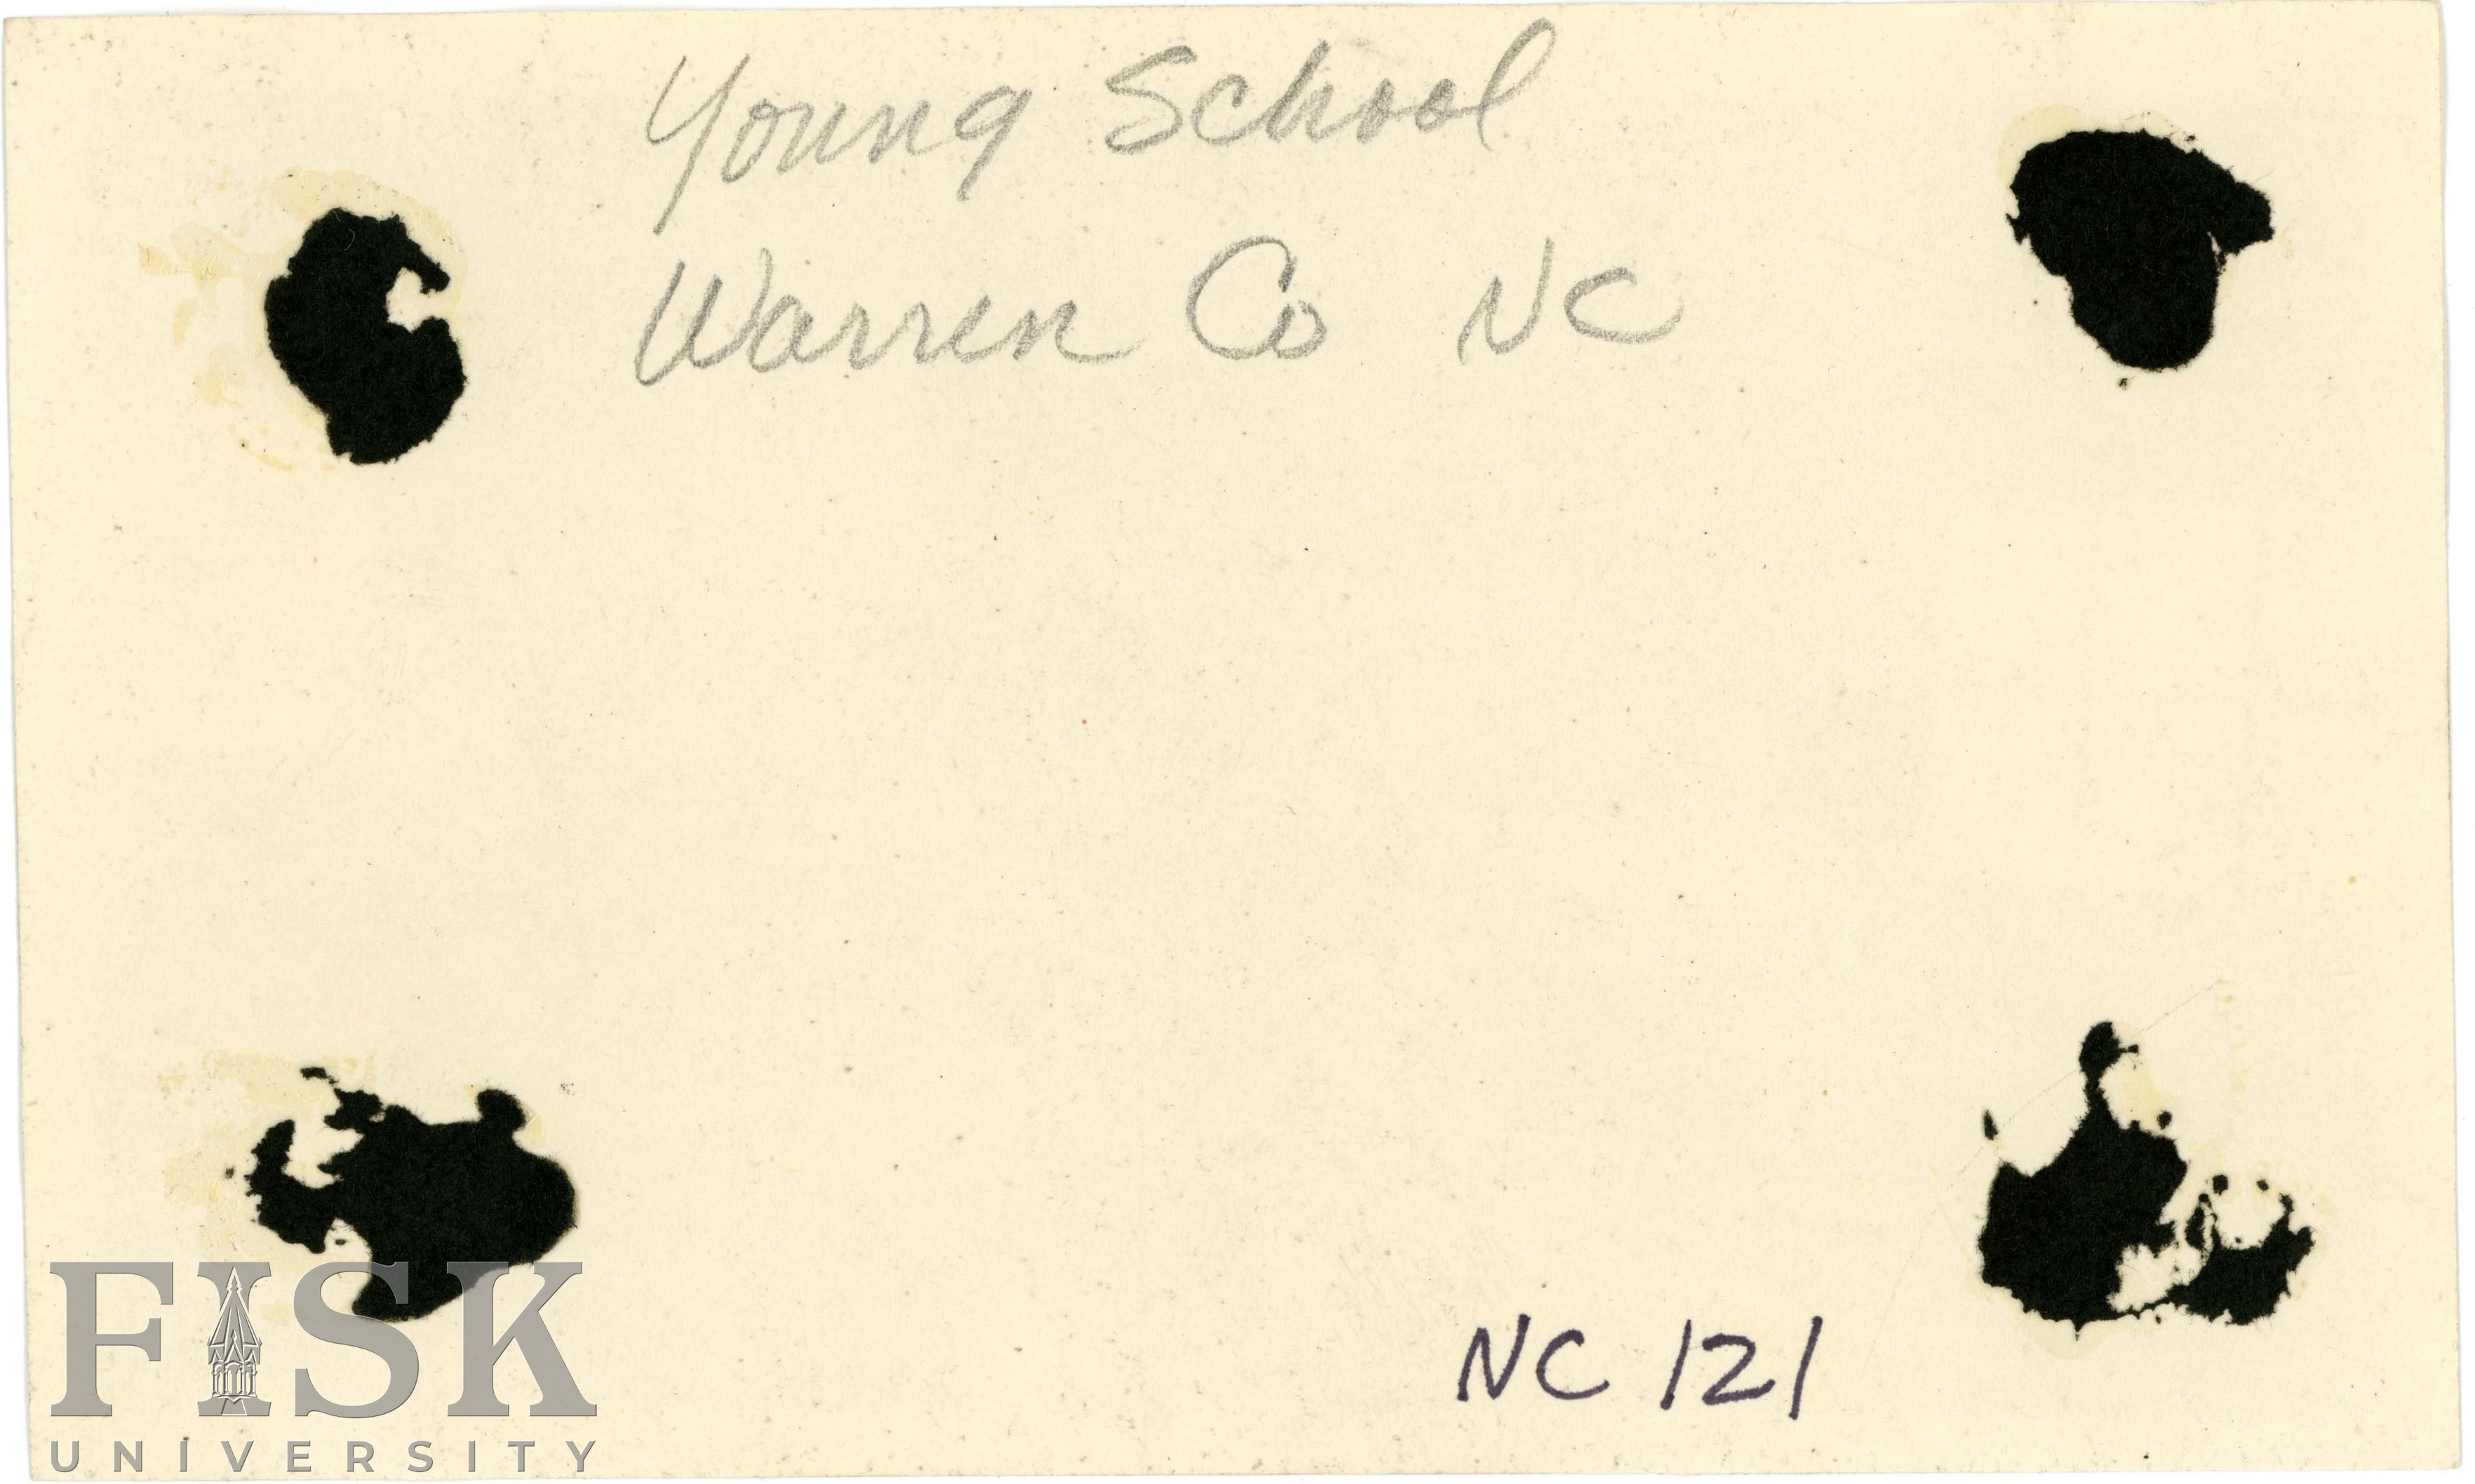 Young School
Warren Co NC
NC 121
FISK
UNIVERSITY